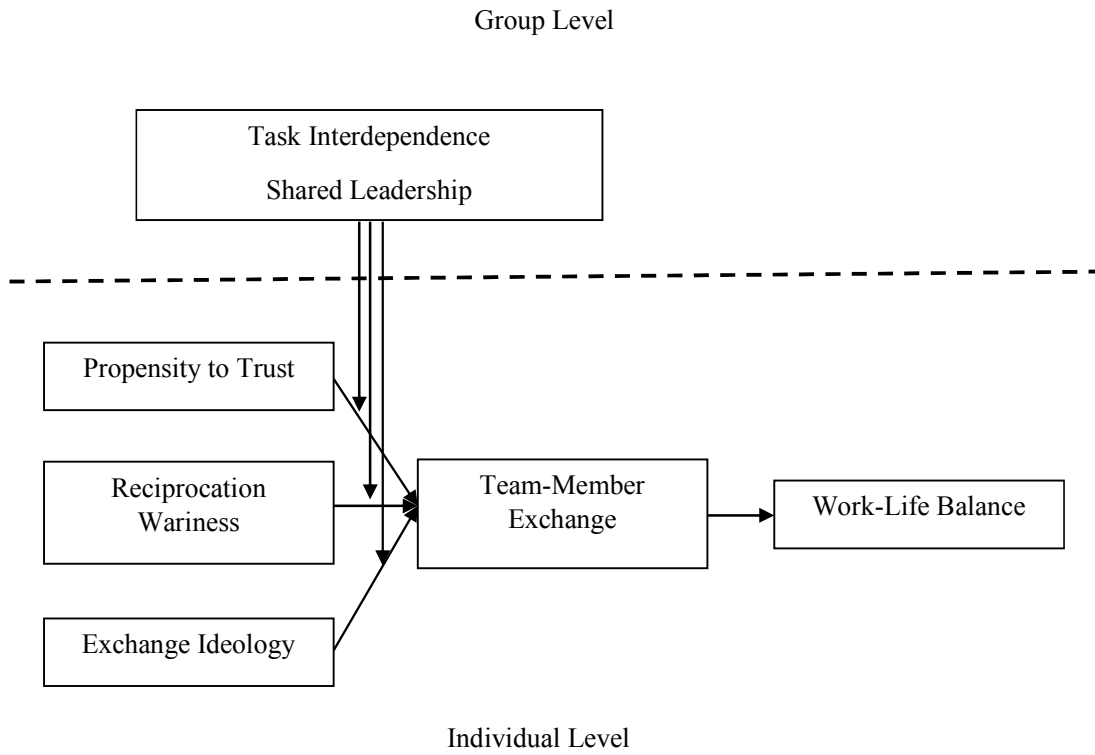 Group Level
Task Interdependence
Shared Leadership
Propensity to Trust
Reciprocation
Wariness
Team-Member
Exchange
Work-Life Balance
Exchange Ideology
Individual Level